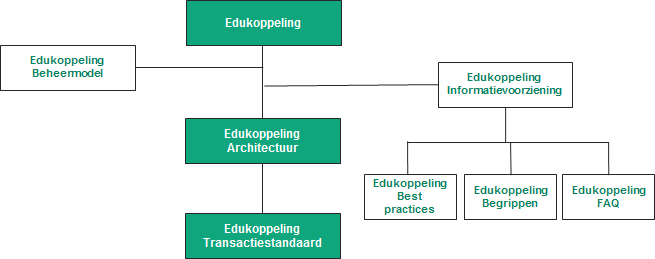 Edukoppeling
Edukoppeling
Beheermodel
Edukoppeling
Informatievoorziening
Edukoppeling
Architectuur
Edukoppeling
Best
practices
Edukoppeling
Begrippen
Edukoppeling
FAQ
Edukoppeling
Transactiestandaard